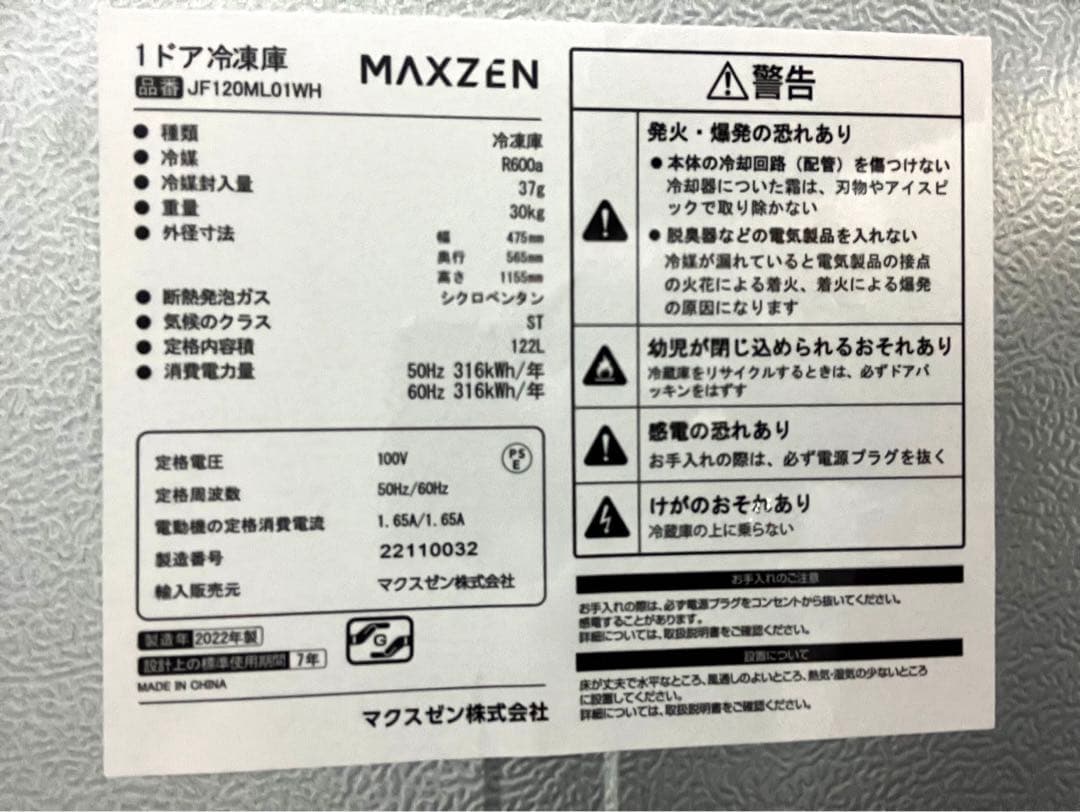 1ドア冷凍庫
MAXZEN
品番 JF120ML01WH
● 種類 冷凍庫
● 冷媒 R600a
● 冷媒封入量 37g
● 重量 30kg
● 外径寸法 幅 475mm
奥行 565mm
高さ 1155mm
● 断熱発泡ガス シクロペンタン
● 気候のクラス ST
● 定格内容積 122L
● 消費電力量 50Hz 316kWh/年
60Hz 316kWh/年
定格電圧 100V
PS
E
定格周波数 50Hz/60Hz
電動機の定格消費電流 1.65A/1.65A
製造番号 22110032
輸入販売元 マクスゼン株式会社
製造年 2022年製
設計上の標準使用期間 7年
G
MADE IN CHINA
マクスゼン株式会社
警告
発火・爆発の恐れあり
● 本体の冷却回路（配管）を傷つけない
冷却器についた霜は、刃物やアイスピ
ックで取り除かない
● 脱臭器などの電気製品を入れない
冷媒が漏れていると電気製品の接点
の火花による着火、着火による爆発
の原因になります
幼児が閉じ込められるおそれあり
冷蔵庫をリサイクルするときは、必ずドアパ
ッキンをはずす
感電の恐れあり
お手入れの際は、必ず電源プラグを抜く
けがのおそれあり
冷蔵庫の上に乗らない
お手入れのご注意
お手入れの際は、必ず電源プラグをコンセントから抜いてください。
感電することがあります。
詳細については、取扱説明書をご確認ください。
設置について
床が丈夫で水平なところ、風通しのよいところ、熱気・湿気の少ないところ
に設置してください。
詳細については、取扱説明書をご確認ください。